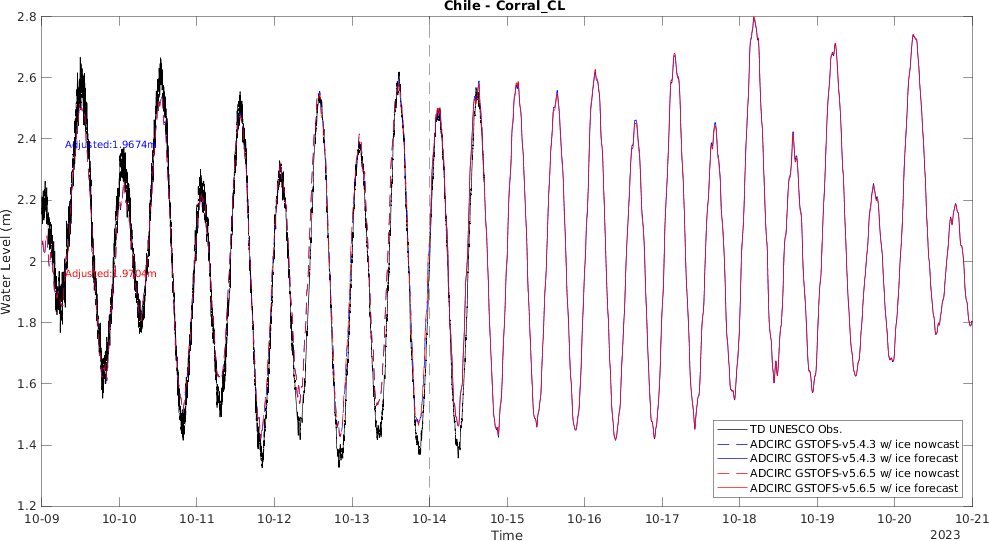 Chile - Corral_CL
2.8
2.6
2.4
2.2
2
1.8
1.6
1.4
1.2
Water Level (m)
Adjusted:1.9674m
Adjusted:1.9704m
TD UNESCO Obs.
ADCIRC GSTOFS-v5.4.3 w/ ice nowcast
ADCIRC GSTOFS-v5.4.3 w/ ice forecast
ADCIRC GSTOFS-v5.6.5 w/ ice nowcast
ADCIRC GSTOFS-v5.6.5 w/ ice forecast
10-09 10-10 10-11 10-12 10-13 10-14 10-15 10-16 10-17 10-18 10-19 10-20 10-21
Time
2023